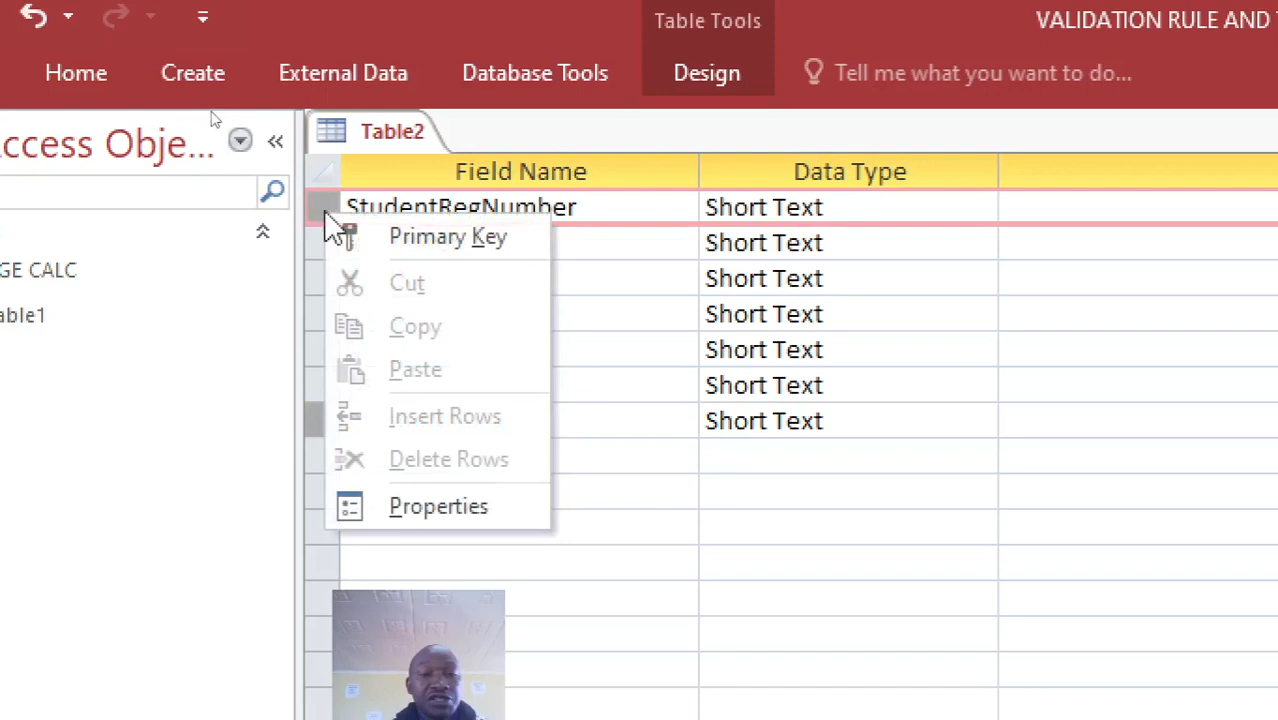 Table Tools
VALIDATION RULE AND
Home Create External Data Database Tools Design Tell me what you want to do...
ccess Obje...
Table2
Field Name Data Type
StudentRegNumber Short Text
Primary Key
Short Text
GE CALC
Cut
Short Text
able1
Copy
Short Text
Paste
Short Text
Short Text
Insert Rows
Short Text
Delete Rows
Properties